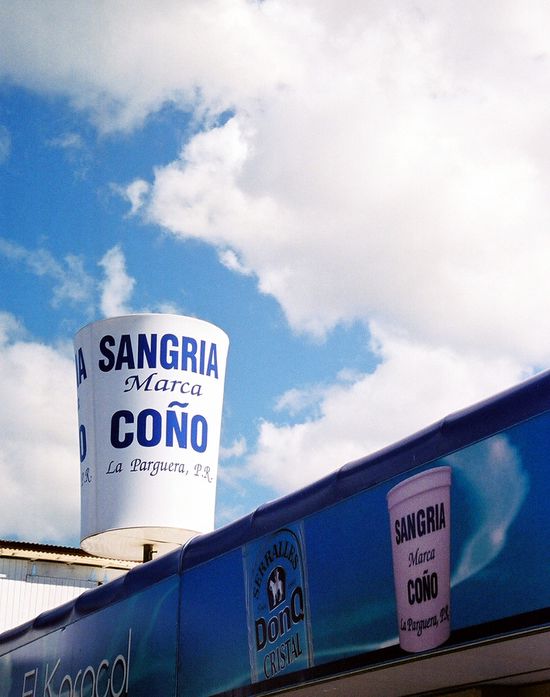 SANGRIA
Marca
COÑO
La Parguera, P.R.
SERRALLES
DonQ
CRISTAL
SANGRIA
Marca
COÑO
La Parguera, P.R
El Karacol